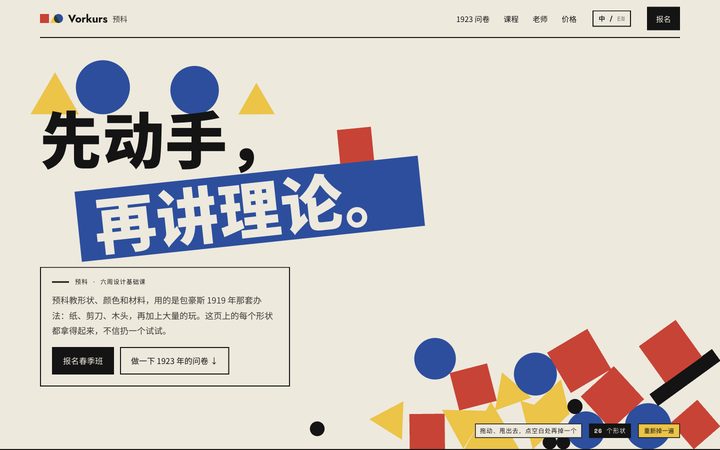 Vorkurs 预科
1923 问卷 课程 老师 价格 中 / EN 报名
先动手，
再讲理论。
预科 · 六周设计基础课
预科教形状、颜色和材料，用的是包豪斯 1919 年那套办
法：纸、剪刀、木头，再加上大量的玩。这页上的每个形状
都拿得起来，不信扔一个试试。
报名春季班 做一下 1923 年的问卷 ↓
拖动、甩出去，点空白处再掉一个 26 个形状 重新掉一遍